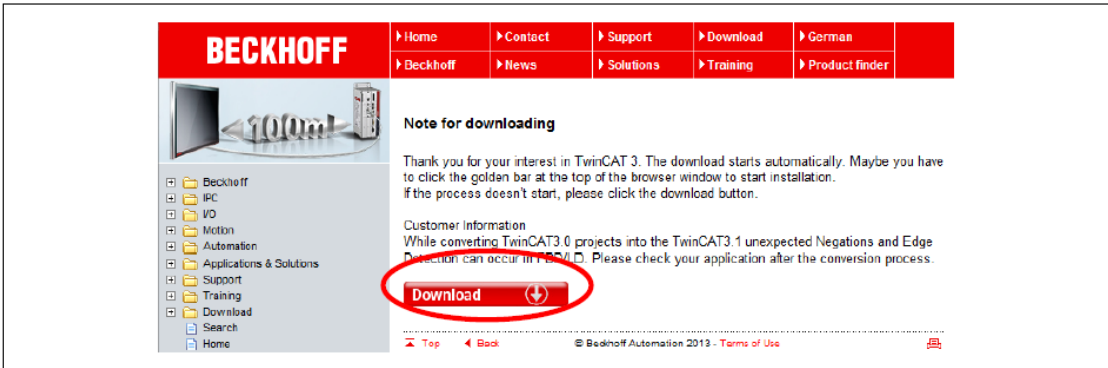 BECKHOFF
Home
Contact
Support
Download
German
Beckhoff
News
Solutions
Training
Product finder
<100m
Note for downloading
Thank you for your interest in TwinCAT 3. The download starts automatically. Maybe you have
to click the golden bar at the top of the browser window to start installation.
If the process doesn't start, please click the download button.
Customer Information
While converting TwinCAT3.0 projects into the TwinCAT3.1 unexpected Negations and Edge
Detection can occur in FBD/LD. Please check your application after the conversion process.
Download
Beckhoff
IPC
I/O
Motion
Automation
Applications & Solutions
Support
Training
Download
Search
Home
Top
Back
© Beckhoff Automation 2013 - Terms of Use